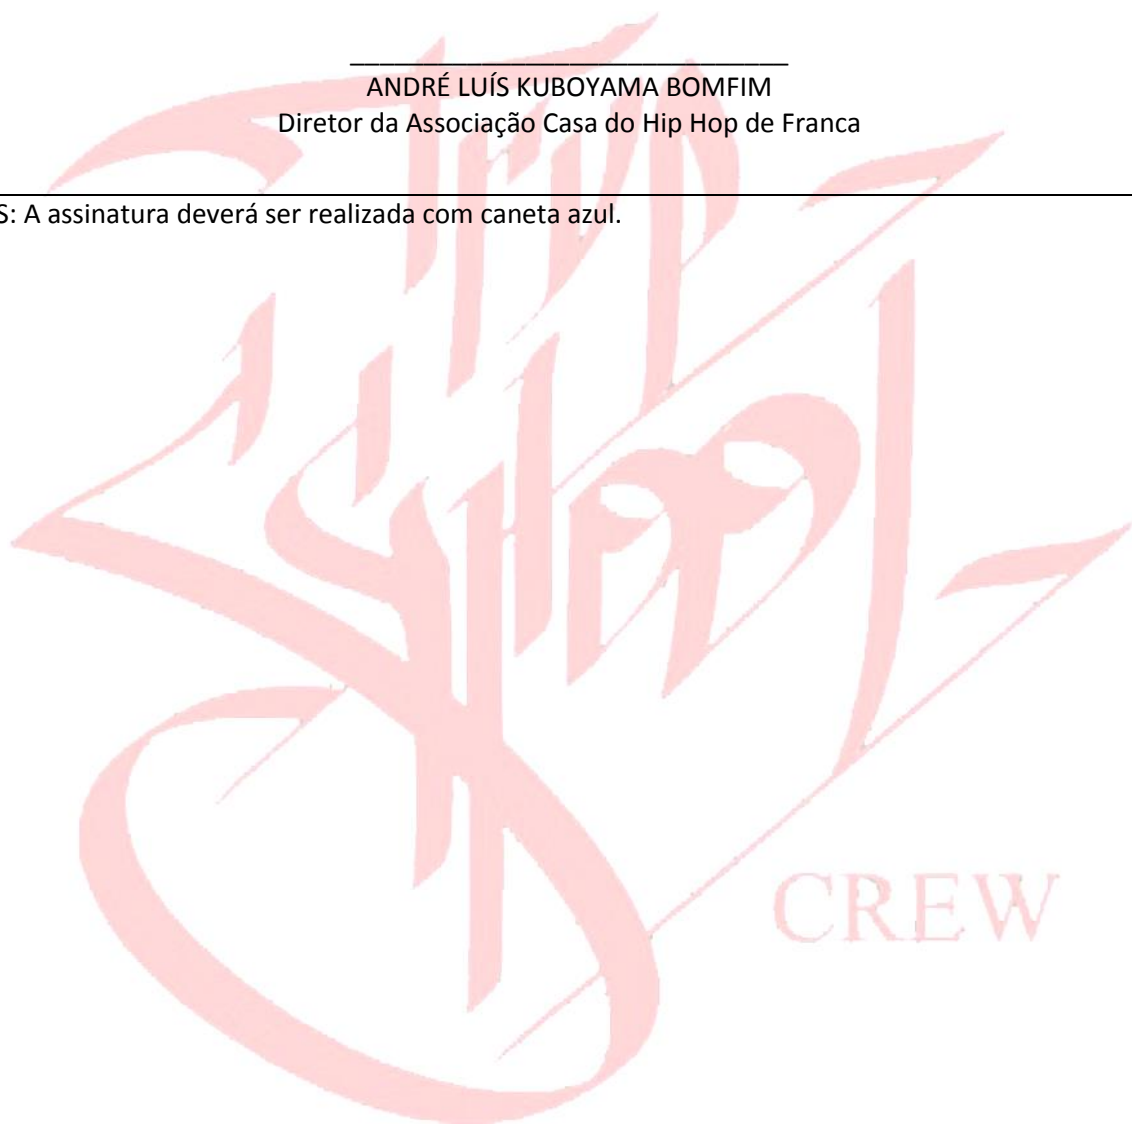 ANDRÉ LUÍS KUBOYAMA BOMFIM
Diretor da Associação Casa do Hip Hop de Franca
S: A assinatura deverá ser realizada com caneta azul.
CREW